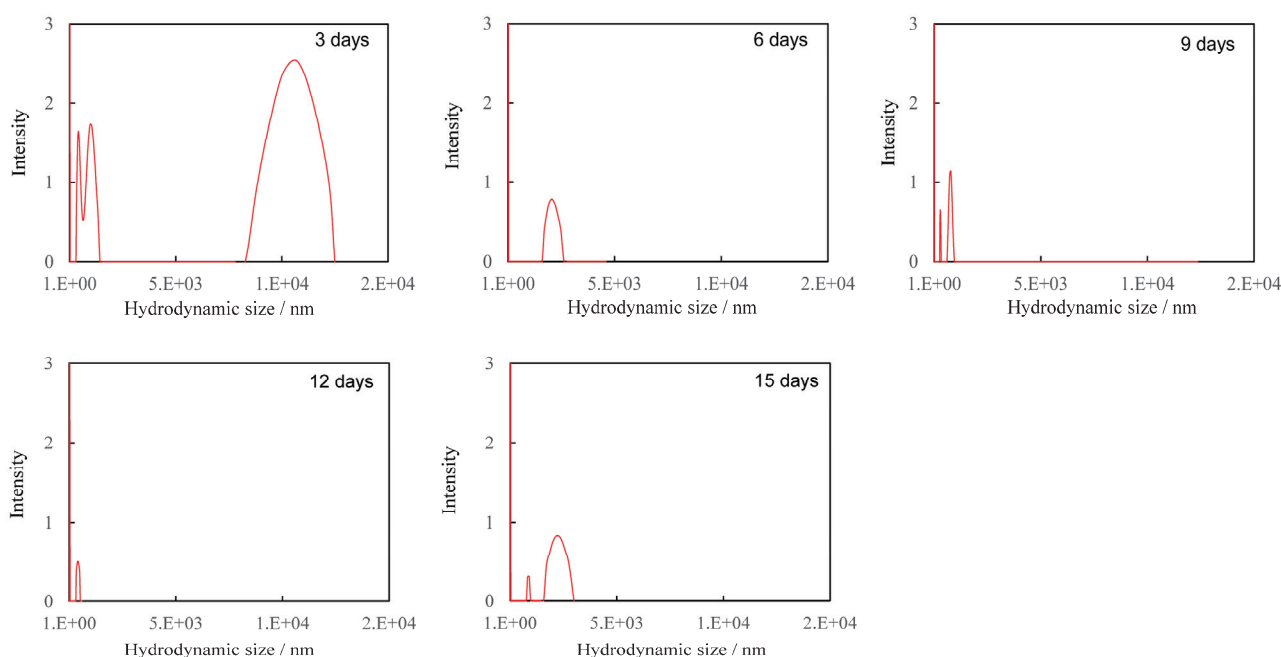 3 days
3
2
1
0
Intensity
1.E+00 5.E+03 1.E+04 2.E+04
Hydrodynamic size / nm
6 days
3
2
1
0
Intensity
1.E+00 5.E+03 1.E+04 2.E+04
Hydrodynamic size / nm
9 days
3
2
1
0
Intensity
1.E+00 5.E+03 1.E+04 2.E+04
Hydrodynamic size / nm
12 days
3
2
1
0
Intensity
1.E+00 5.E+03 1.E+04 2.E+04
Hydrodynamic size / nm
15 days
3
2
1
0
Intensity
1.E+00 5.E+03 1.E+04 2.E+04
Hydrodynamic size / nm